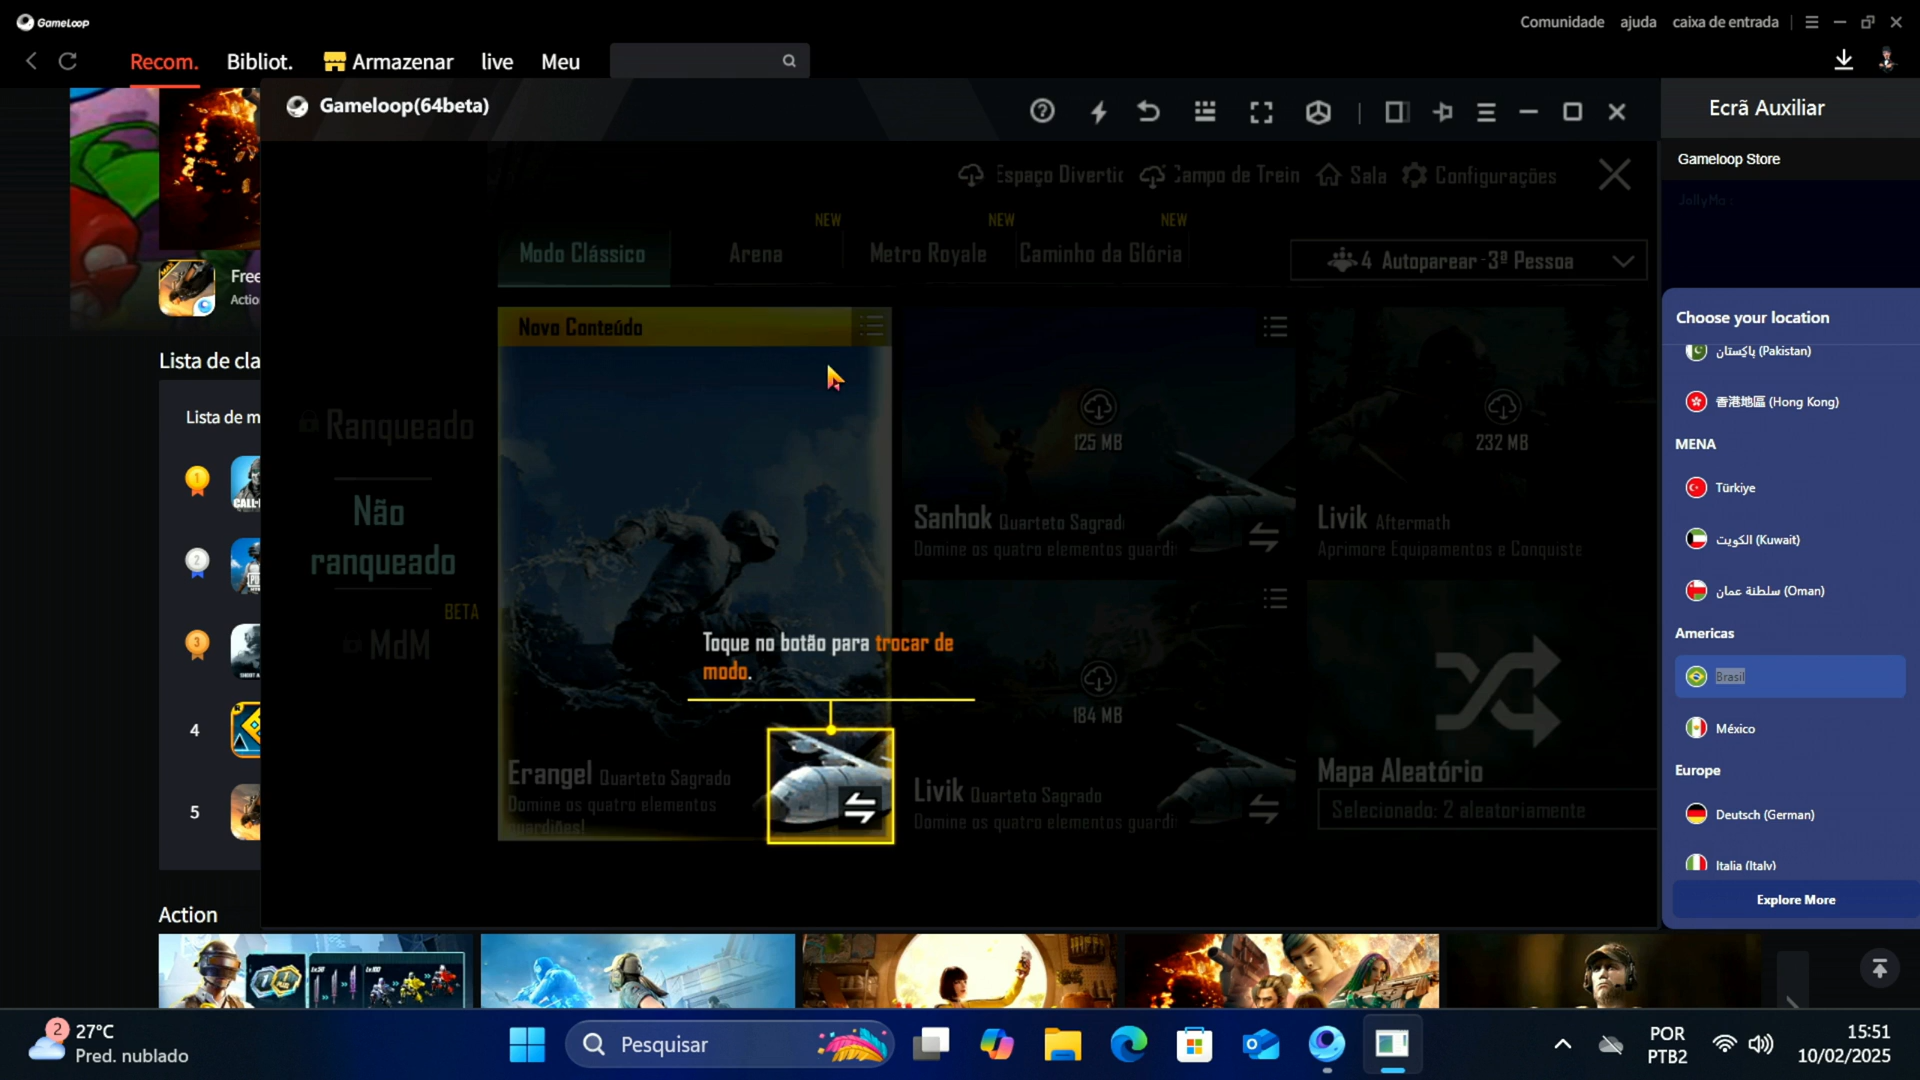 GameLoop
Comunidade
ajuda
caixa de entrada
Recom.
Bibliot.
Armazenar
live
Meu
Gameloop(64beta)
Ecrã Auxiliar
Gameloop Store
JollyMa :
Espaço Divertic
Campo de Trein
Sala
Configurações
NEW
NEW
NEW
Modo Clássico
Arena
Metro Royale
Caminho da Glória
4 Autoparear - 3ª Pessoa
Free
Actio
Lista de cla
Lista de m
1
2
3
4
5
Ranqueado
Não
ranqueado
BETA
MdM
Novo Conteúdo
125 MB
232 MB
Sanhok Quarteto Sagrad
Domine os quatro elementos guardi
Livik Aftermath
Aprimore Equipamentos e Conquiste
Toque no botão para trocar de
modo.
184 MB
Erangel Quarteto Sagrado
Domine os quatro elementos
guardiões!
Livik Quarteto Sagrado
Domine os quatro elementos guardi
Mapa Aleatório
Selecionado: 2 aleatoriamente
Choose your location
پاکستان (Pakistan)
香港地區 (Hong Kong)
MENA
Türkiye
الكويت (Kuwait)
سلطنة عمان (Oman)
Americas
Brasil
México
Europe
Deutsch (German)
Italia (Italy)
Explore More
Action
2
27°C
Pred. nublado
Pesquisar
POR
PTB2
15:51
10/02/2025